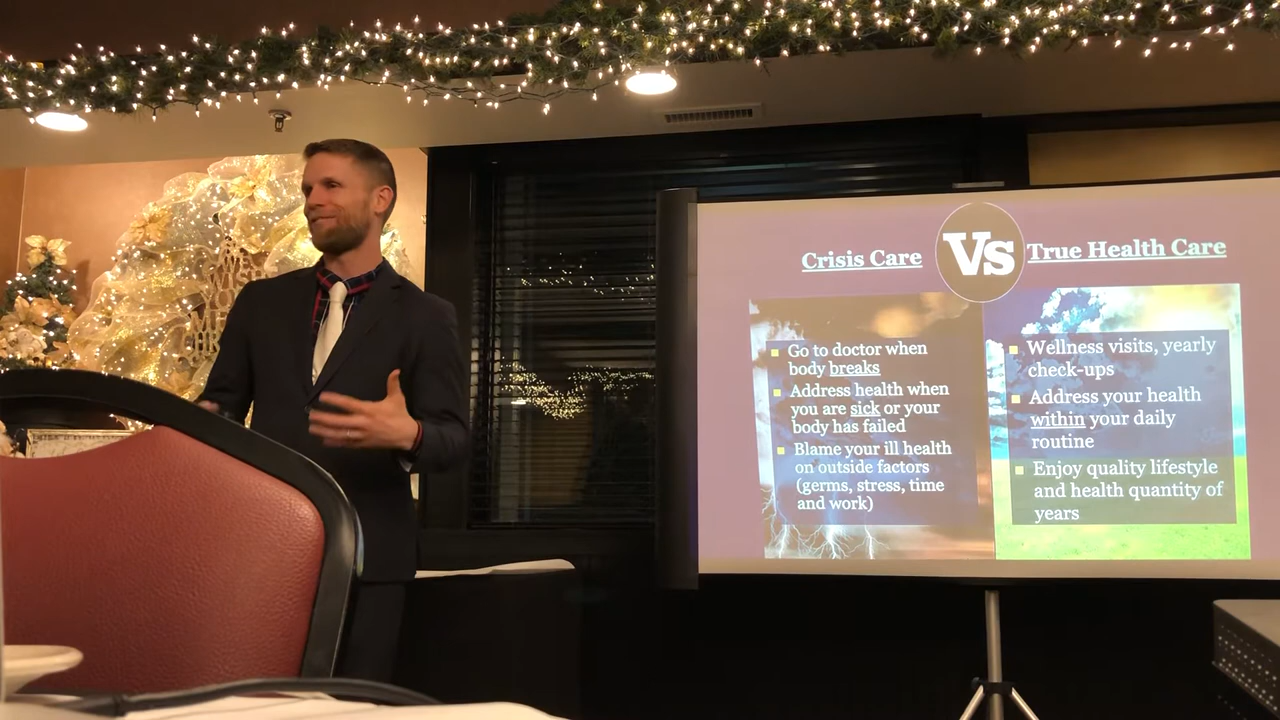 Crisis Care
Vs
True Health Care
Go to doctor when
body breaks
Address health when
you are sick or your
body has failed
Blame your ill health
on outside factors
(germs, stress, time
and work)
Wellness visits, yearly
check-ups
Address your health
within your daily
routine
Enjoy quality lifestyle
and health quantity of
years